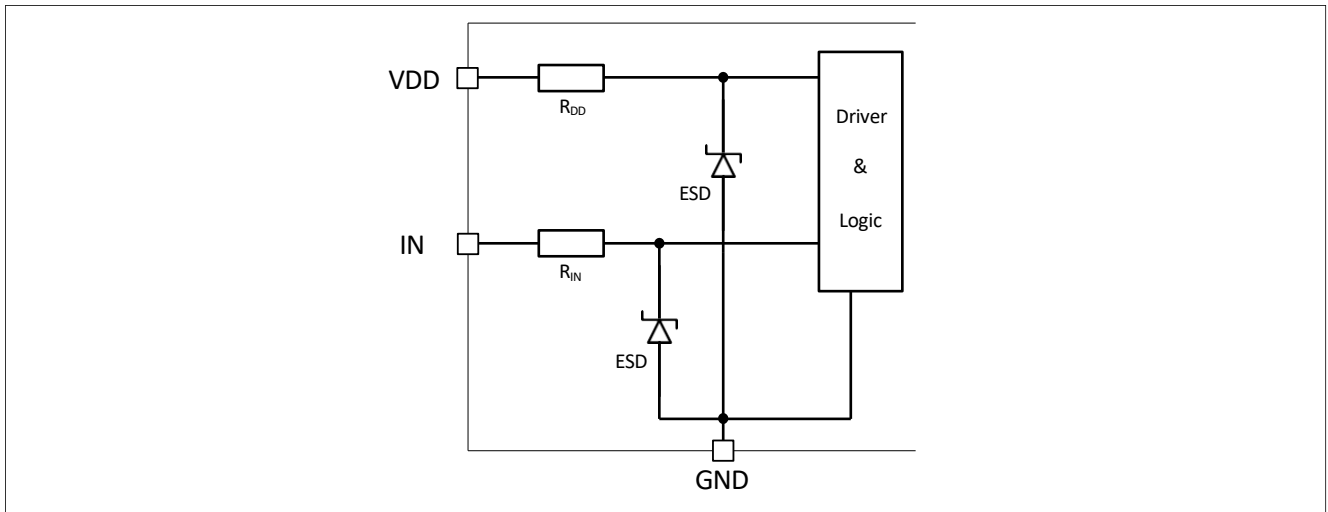 VDD
RDD
Driver
&
ESD
Logic
IN
RIN
ESD
GND